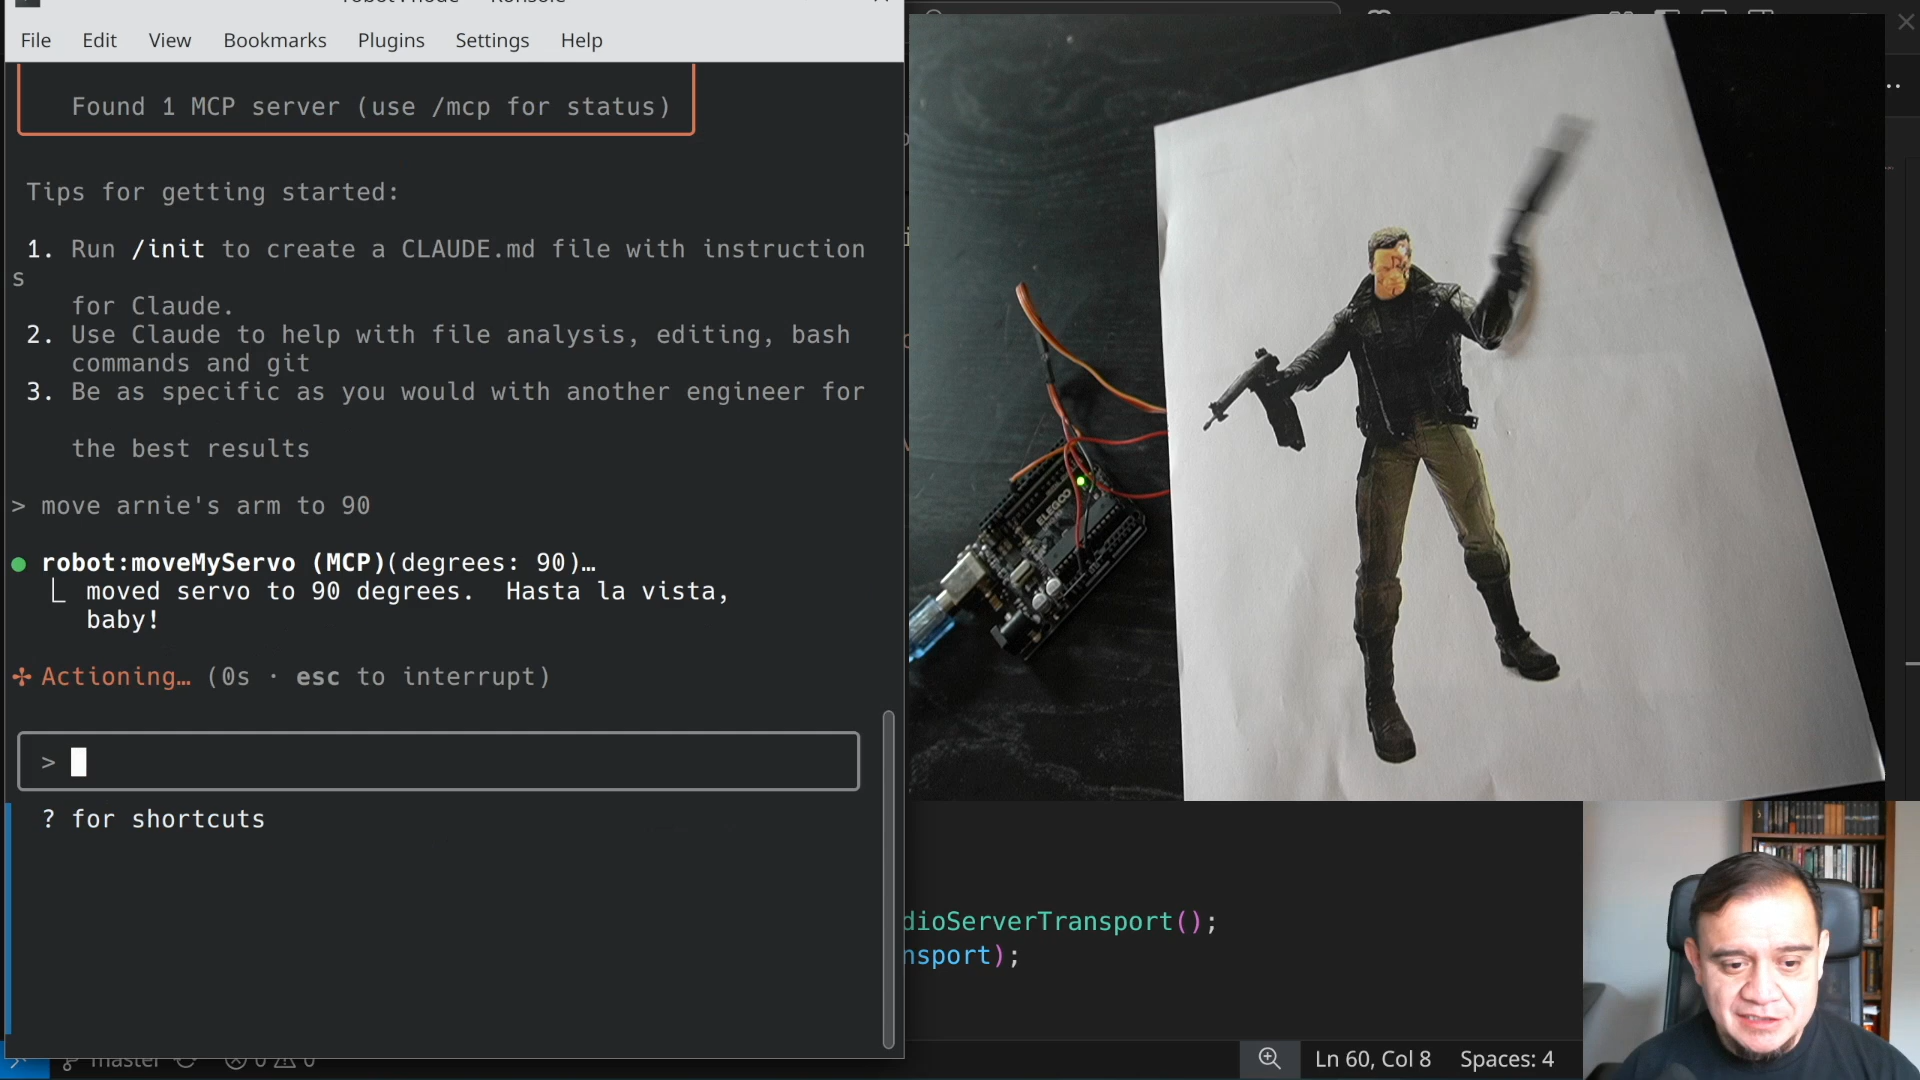 File Edit View Bookmarks Plugins Settings Help
Found 1 MCP server (use /mcp for status)
Tips for getting started:
1. Run /init to create a CLAUDE.md file with instruction
s
for Claude.
2. Use Claude to help with file analysis, editing, bash
commands and git
3. Be as specific as you would with another engineer for
the best results
> move arnie's arm to 90
● robot:moveMyServo (MCP)(degrees: 90)…
⎿ moved servo to 90 degrees. Hasta la vista,
baby!
✢ Actioning… (0s · esc to interrupt)
>
? for shortcuts
ELEGOO
dioServerTransport();
nsport);
master 0 0
Ln 60, Col 8 Spaces: 4